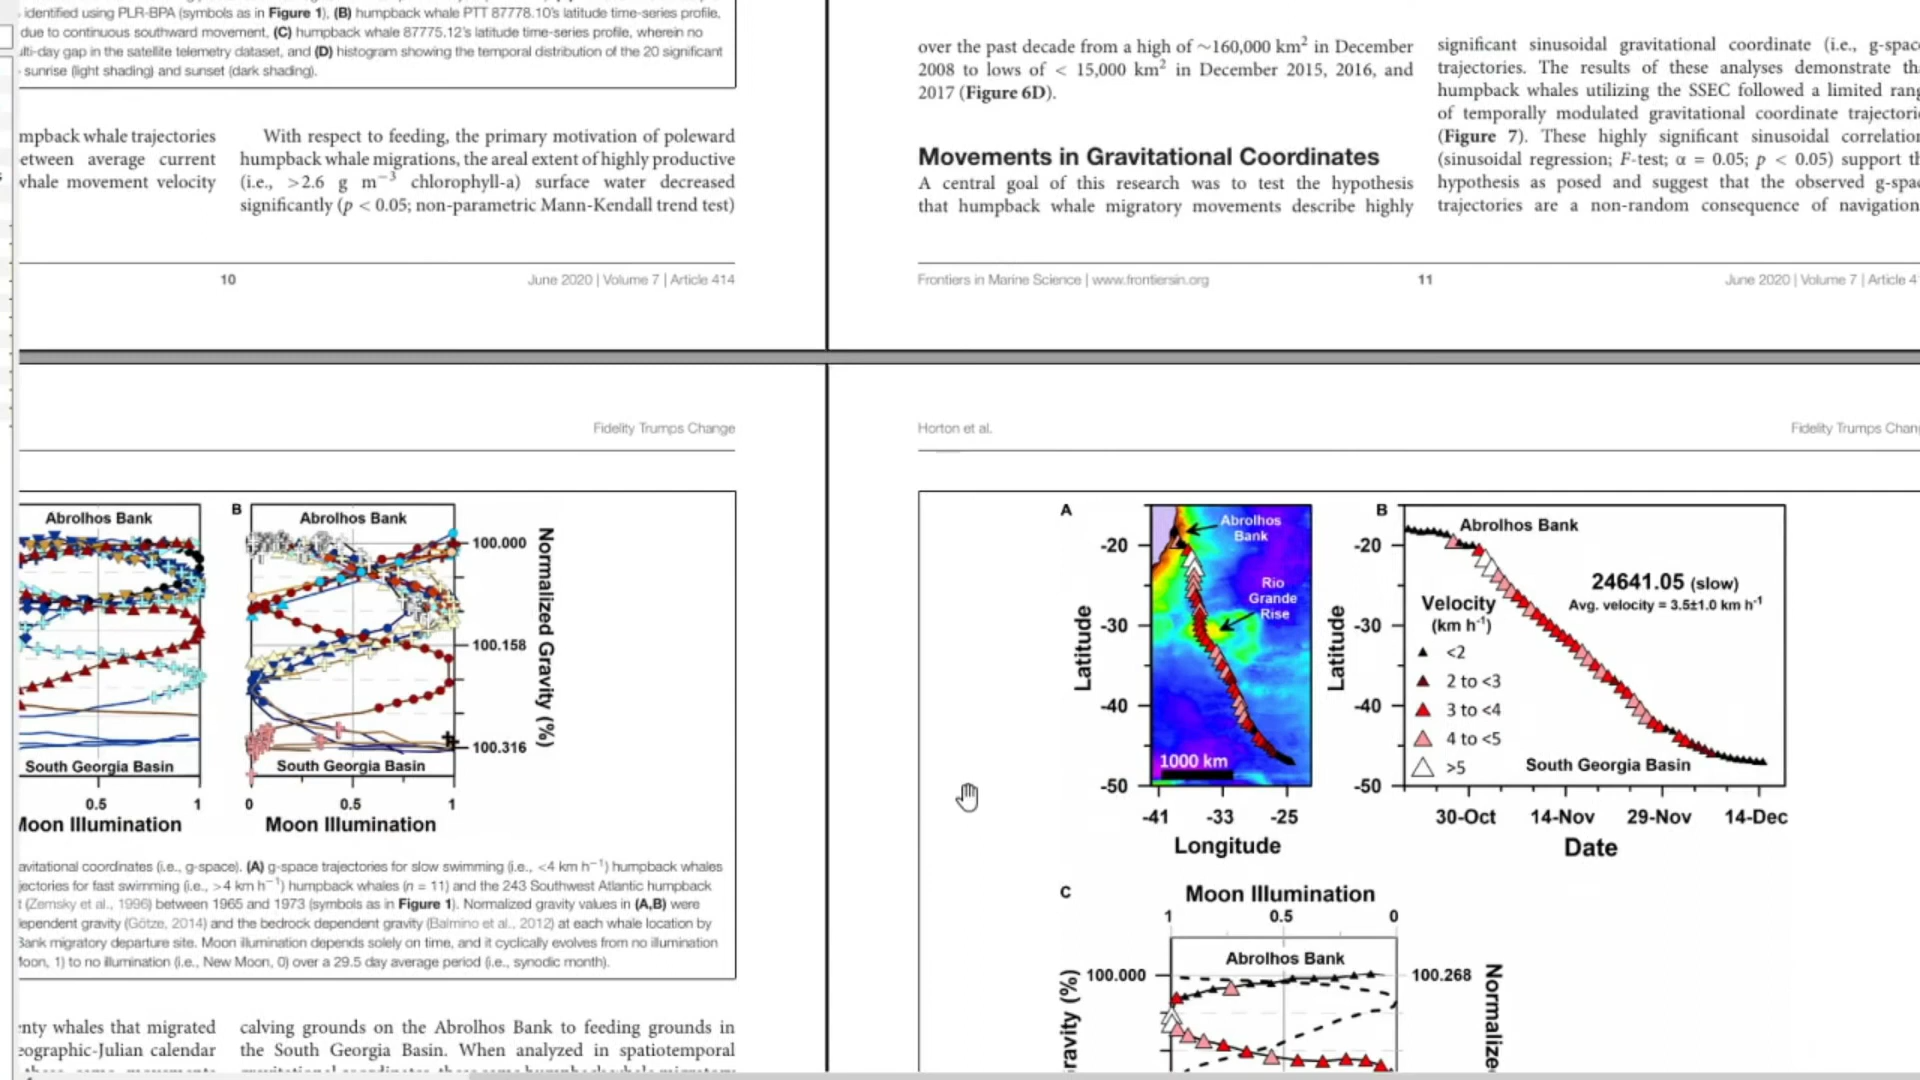 identified using PLR-BPA (symbols as in Figure 1), (B) humpback whale PTT 87778.10's latitude time-series profile,
due to continuous southward movement, (C) humpback whale 87775.12's latitude time-series profile, wherein no
ulti-day gap in the satellite telemetry dataset, and (D) histogram showing the temporal distribution of the 20 significant
sunrise (light shading) and sunset (dark shading).
mpback whale trajectories
etween average current
whale movement velocity
With respect to feeding, the primary motivation of poleward
humpback whale migrations, the areal extent of highly productive
(i.e., >2.6 g m−3 chlorophyll-a) surface water decreased
significantly (p < 0.05; non-parametric Mann-Kendall trend test)
10
June 2020 | Volume 7 | Article 414
over the past decade from a high of ~160,000 km2 in December
2008 to lows of < 15,000 km2 in December 2015, 2016, and
2017 (Figure 6D).
Movements in Gravitational Coordinates
A central goal of this research was to test the hypothesis
that humpback whale migratory movements describe highly
significant sinusoidal gravitational coordinate (i.e., g-space
trajectories. The results of these analyses demonstrate tha
humpback whales utilizing the SSEC followed a limited rang
of temporally modulated gravitational coordinate trajectorie
(Figure 7). These highly significant sinusoidal correlation
(sinusoidal regression; F-test; α = 0.05; p < 0.05) support th
hypothesis as posed and suggest that the observed g-spac
trajectories are a non-random consequence of navigation
Frontiers in Marine Science | www.frontiersin.org
11
June 2020 | Volume 7 | Article 41
Fidelity Trumps Change
Abrolhos Bank
South Georgia Basin
0.5
1
Moon Illumination
B
Abrolhos Bank
South Georgia Basin
0
0.5
1
Moon Illumination
100.000
100.158
100.316
Normalized Gravity (%)
avitational coordinates (i.e., g-space). (A) g-space trajectories for slow swimming (i.e., <4 km h−1) humpback whales
jectories for fast swimming (i.e., >4 km h−1) humpback whales (n = 11) and the 243 Southwest Atlantic humpback
t (Zemsky et al., 1996) between 1965 and 1973 (symbols as in Figure 1). Normalized gravity values in (A,B) were
ependent gravity (Götze, 2014) and the bedrock dependent gravity (Balmino et al., 2012) at each whale location by
Bank migratory departure site. Moon illumination depends solely on time, and it cyclically evolves from no illumination
Moon, 1) to no illumination (i.e., New Moon, 0) over a 29.5 day average period (i.e., synodic month).
enty whales that migrated
eographic-Julian calendar
calving grounds on the Abrolhos Bank to feeding grounds in
the South Georgia Basin. When analyzed in spatiotemporal
Horton et al.
Fidelity Trumps Chang
A
Abrolhos
Bank
Rio
Grande
Rise
1000 km
-20
-30
-40
-50
Latitude
-41
-33
-25
Longitude
B
Abrolhos Bank
24641.05 (slow)
Avg. velocity = 3.5±1.0 km h-1
Velocity
(km h-1)
<2
2 to <3
3 to <4
4 to <5
>5
South Georgia Basin
-20
-30
-40
-50
Latitude
30-Oct
14-Nov
29-Nov
14-Dec
Date
C
Moon Illumination
1
0.5
0
Abrolhos Bank
100.000
100.268
ravity (%)
Normalize